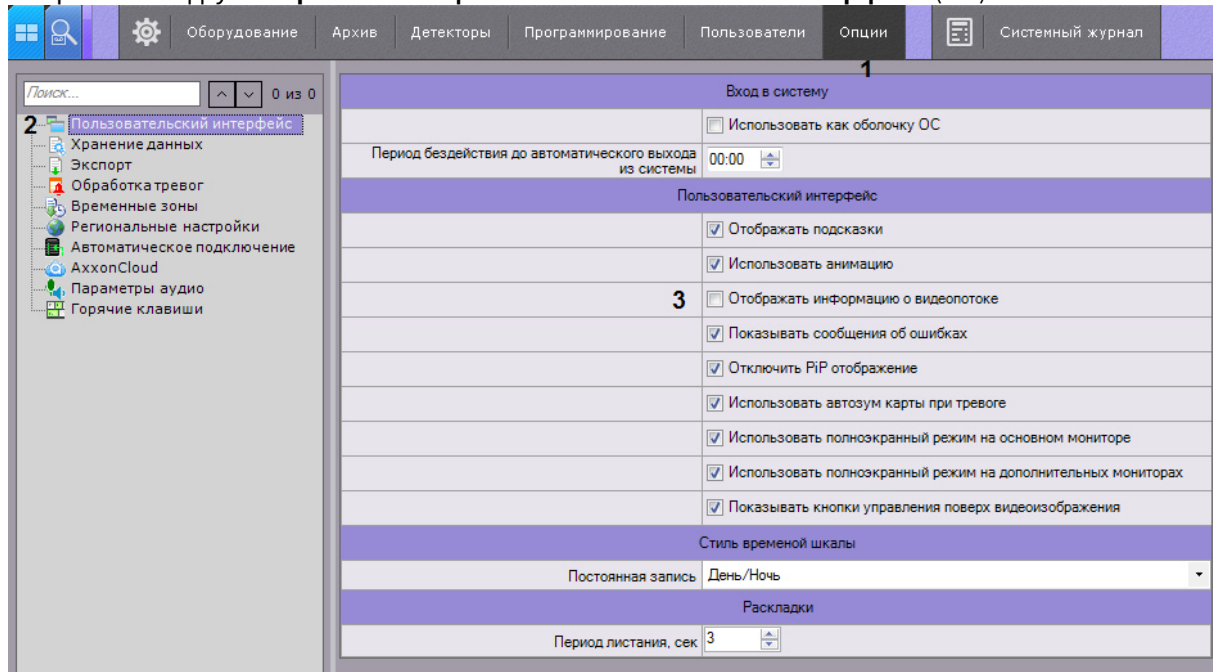 Оборудование Архив Детекторы Программирование Пользователи Опции Системный журнал
1
Поиск... 0 из 0
2 Пользовательский интерфейс
Хранение данных
Экспорт
Обработка тревог
Временные зоны
Региональные настройки
Автоматическое подключение
AxxonCloud
Параметры аудио
Горячие клавиши
Вход в систему
Использовать как оболочку ОС
Период бездействия до автоматического выхода
из системы 00:00
Пользовательский интерфейс
Отображать подсказки
Использовать анимацию
3 Отображать информацию о видеопотоке
Показывать сообщения об ошибках
Отключить PiP отображение
Использовать автозум карты при тревоге
Использовать полноэкранный режим на основном мониторе
Использовать полноэкранный режим на дополнительных мониторах
Показывать кнопки управления поверх видеоизображения
Стиль временой шкалы
Постоянная запись День/Ночь
Раскладки
Период листания, сек 3